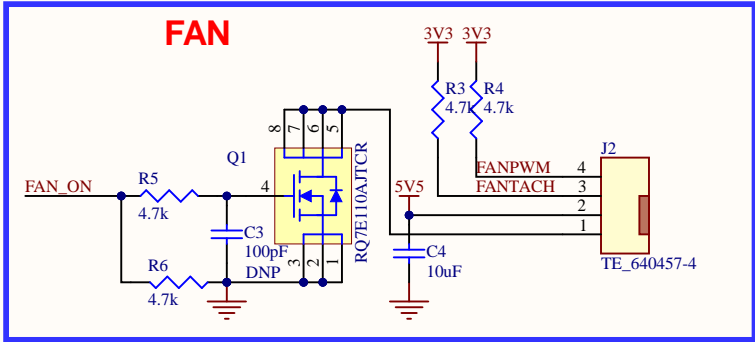 FAN
3V3 3V3
R3 R4
4.7k 4.7k
8 7 6 5
Q1
RQ7E110AJTCR
J2
R5
4.7k
FAN_ON
4
FANPWM 4
FANTACH 3
5V5
2
1
C3
100pF
DNP
3 2 1
C4
10uF
TE_640457-4
R6
4.7k